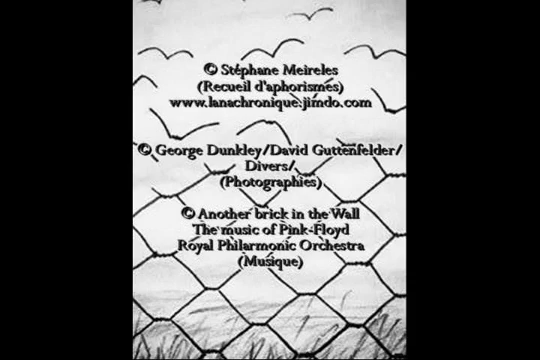 © Stéphane Meireles
(Recueil d'aphorismes)
www.lanachronique.jimdo.com
© George Dunkley/David Guttenfelder/
Divers/
(Photographies)
© Another brick in the Wall
The music of Pink-Floyd
Royal Philarmonic Orchestra
(Musique)